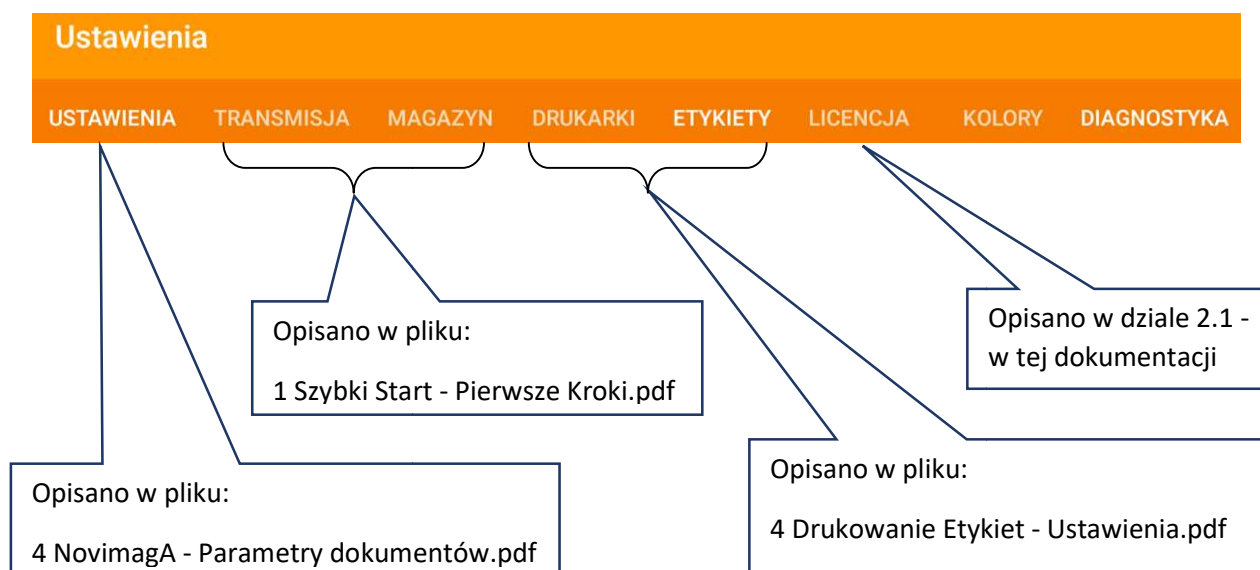 Ustawienia
USTAWIENIA TRANSMISJA MAGAZYN DRUKARKI ETYKIETY LICENCJA KOLORY DIAGNOSTYKA
Opisano w pliku:
1 Szybki Start - Pierwsze Kroki.pdf
Opisano w dziale 2.1 -
w tej dokumentacji
Opisano w pliku:
4 NovimagA - Parametry dokumentów.pdf
Opisano w pliku:
4 Drukowanie Etykiet - Ustawienia.pdf